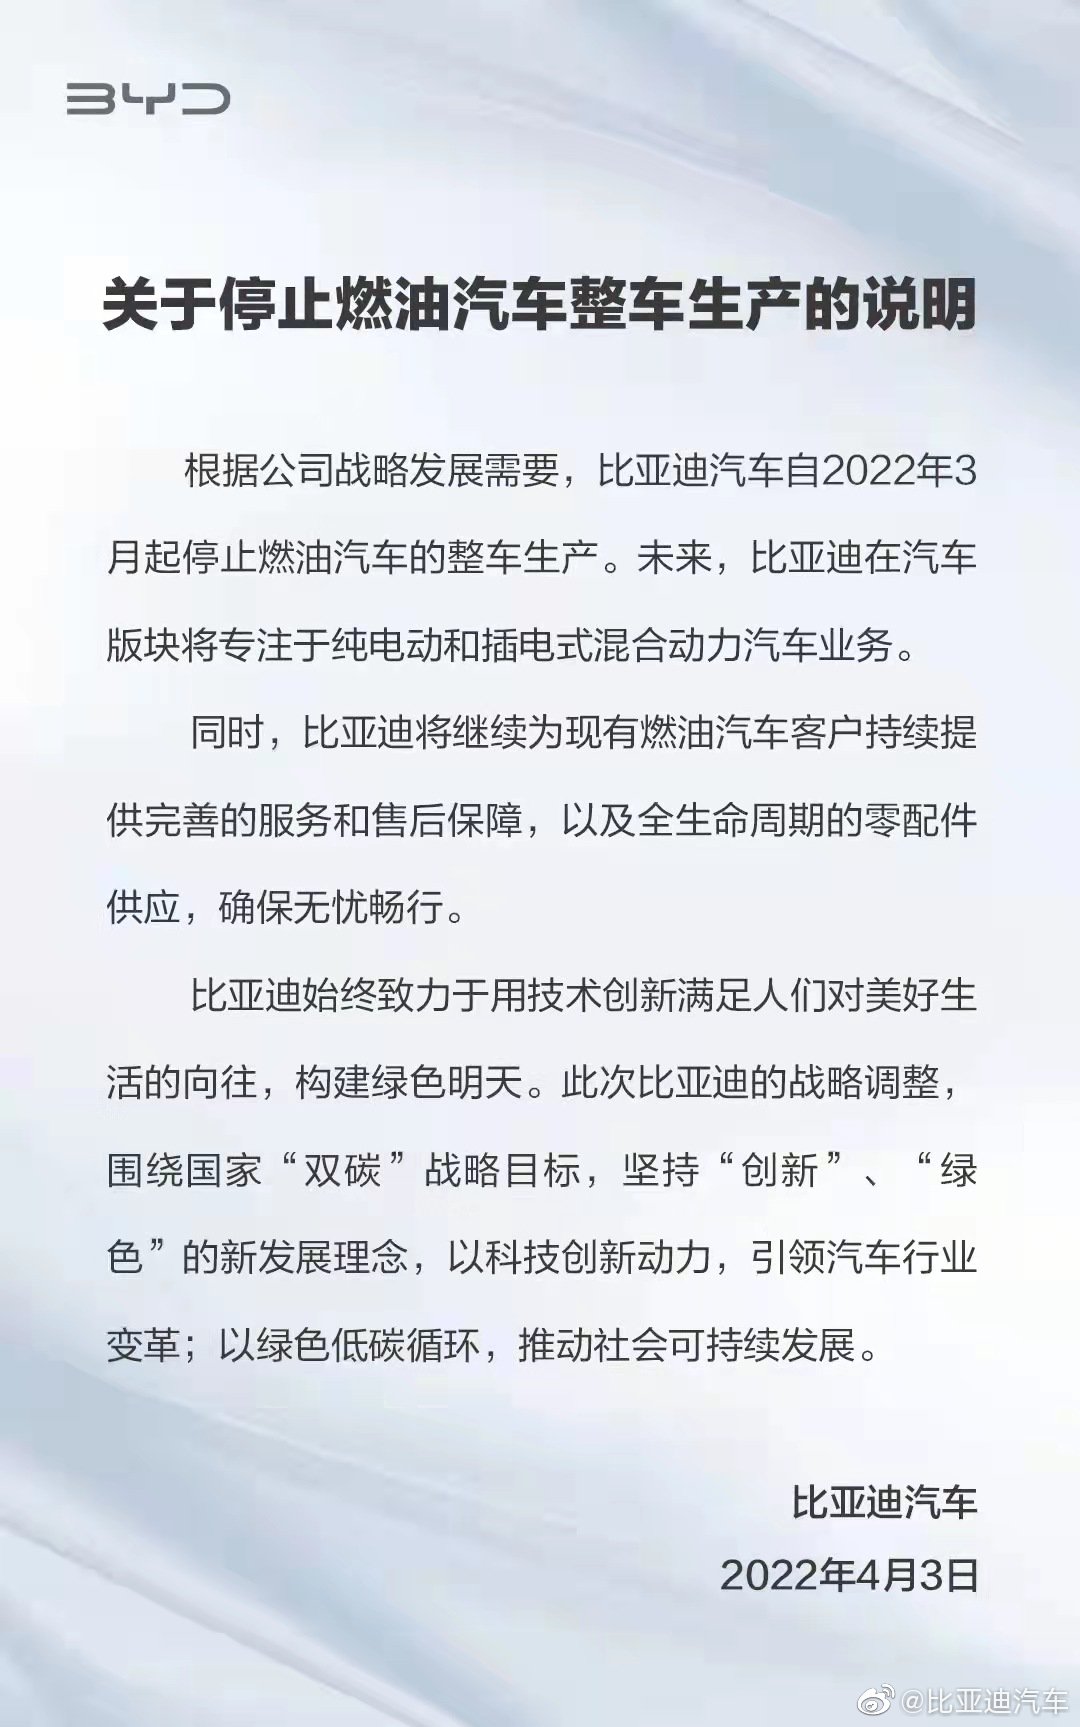 BYD
关于停止燃油汽车整车生产的说明
根据公司战略发展需要，比亚迪汽车自2022年3
月起停止燃油汽车的整车生产。未来，比亚迪在汽车
版块将专注于纯电动和插电式混合动力汽车业务。
同时，比亚迪将继续为现有燃油汽车客户持续提
供完善的服务和售后保障，以及全生命周期的零配件
供应，确保无忧畅行。
比亚迪始终致力于用技术创新满足人们对美好生
活的向往，构建绿色明天。此次比亚迪的战略调整，
围绕国家“双碳”战略目标，坚持“创新”、“绿
色”的新发展理念，以科技创新动力，引领汽车行业
变革；以绿色低碳循环，推动社会可持续发展。
比亚迪汽车
2022年4月3日
@比亚迪汽车